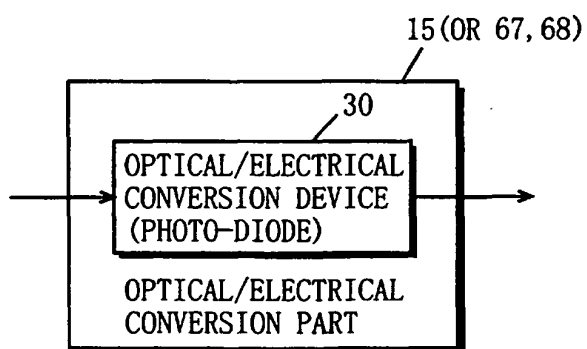 15(OR 67,68)
30
OPTICAL/ELECTRICAL
CONVERSION DEVICE
(PHOTO-DIODE)
OPTICAL/ELECTRICAL
CONVERSION PART